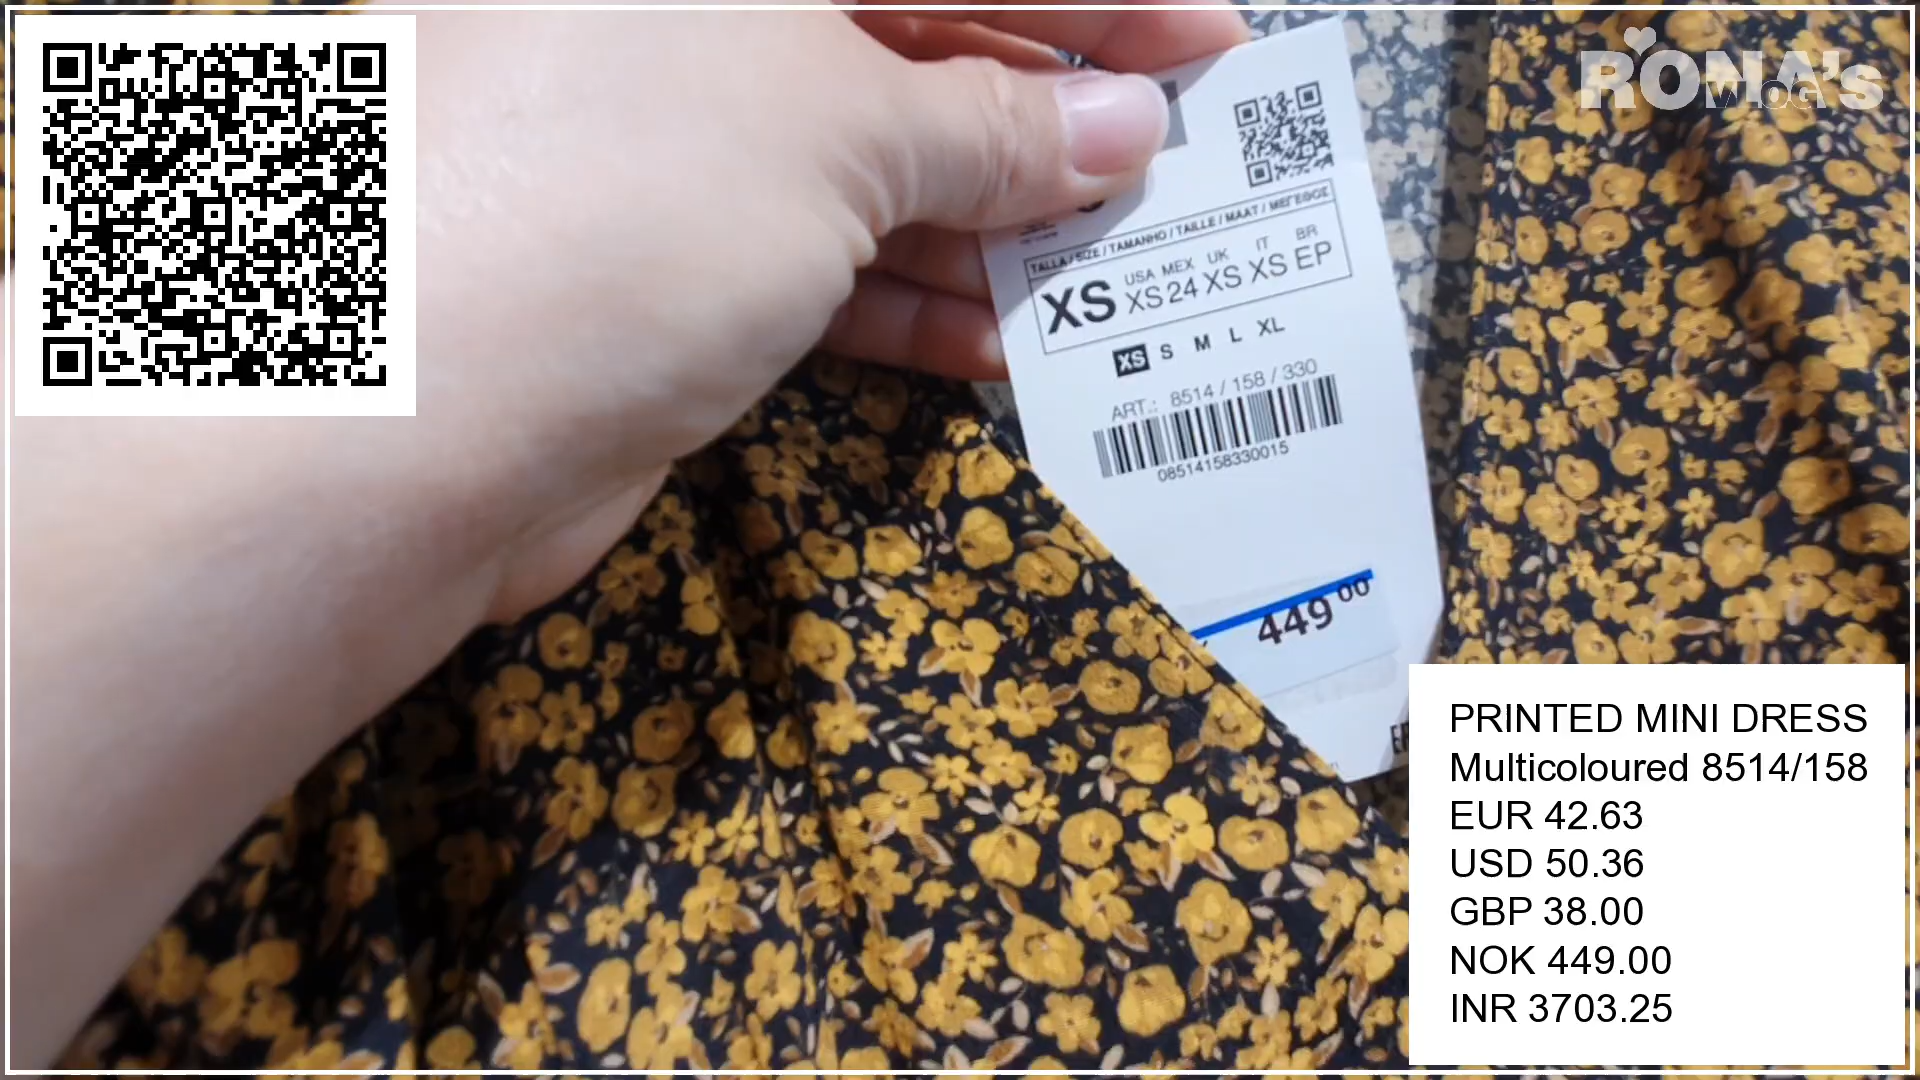 RONA's
VLOG
TALLA / SIZE / TAMANHO / TAILLE / MAAT / ΜΕΓΕΘΟΣ
XS
USA MEX UK IT BR
XS 24 XS XS EP
XS S M L XL
ART.: 8514 / 158 / 330
08514158330015
449 00
PRINTED MINI DRESS
Multicoloured 8514/158
EUR 42.63
USD 50.36
GBP 38.00
NOK 449.00
INR 3703.25